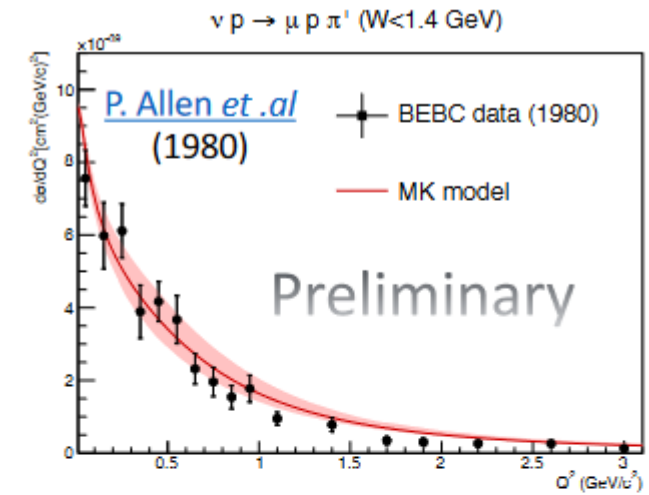 ν p → μ p π⁺ (W<1.4 GeV)
×10⁻³⁹
dσ/dQ²[cm²(GeV/c)²]
10
8
6
4
2
0
P. Allen et .al
(1980)
BEBC data (1980)
MK model
Preliminary
0.5 1 1.5 2 2.5 3
Q² (GeV/c²)